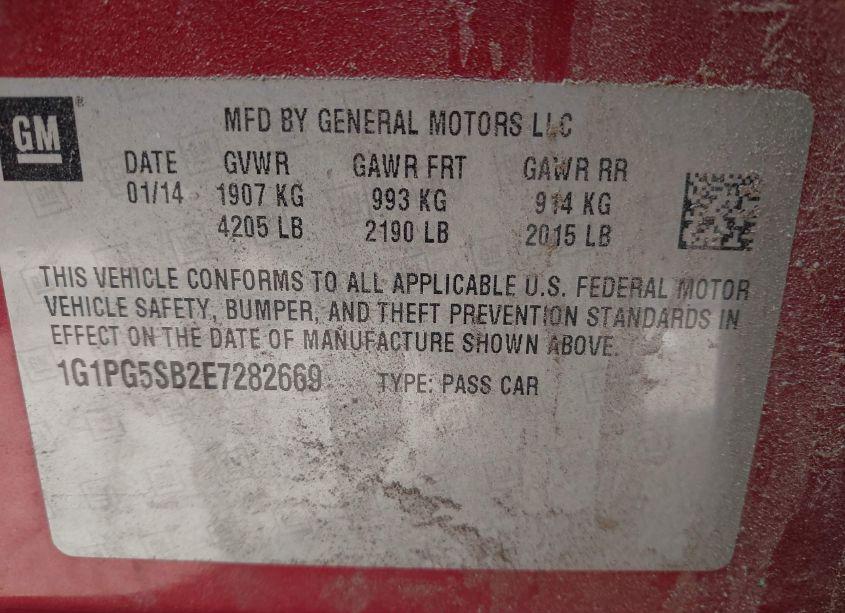 GM®
MFD BY GENERAL MOTORS LLC
DATE GVWR GAWR FRT GAWR RR
01/14 1907 KG 993 KG 914 KG
4205 LB 2190 LB 2015 LB
THIS VEHICLE CONFORMS TO ALL APPLICABLE U.S. FEDERAL MOTOR
VEHICLE SAFETY, BUMPER, AND THEFT PREVENTION STANDARDS IN
EFFECT ON THE DATE OF MANUFACTURE SHOWN ABOVE.
1G1PG5SB2E7282669 TYPE: PASS CAR